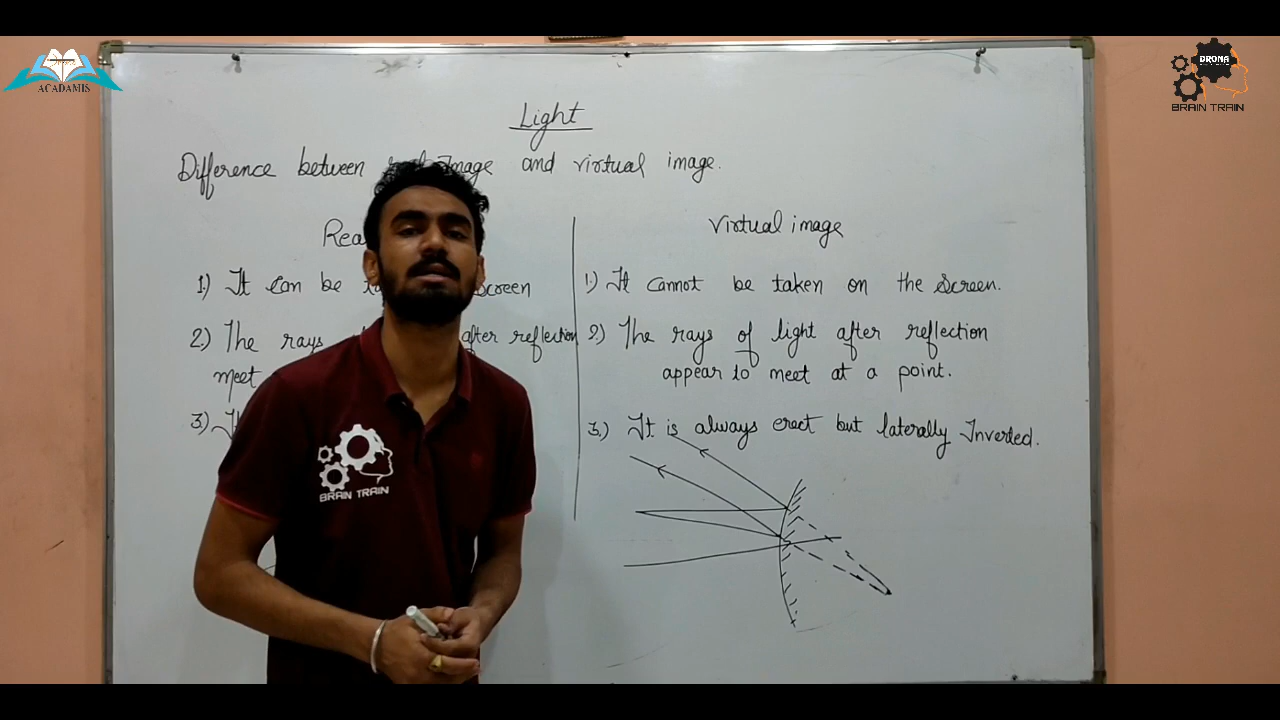 ACADAMIS
DRONA
BRAIN TRAIN
Light
Difference between Image and virtual image.
Virtual image
1) It can be screen
2) The rays after reflection
meet
3) It
1.) It cannot be taken on the screen.
2.) The rays of light after reflection
appear to meet at a point.
3.) It is always erect but laterally Inverted.
BRAIN TRAIN